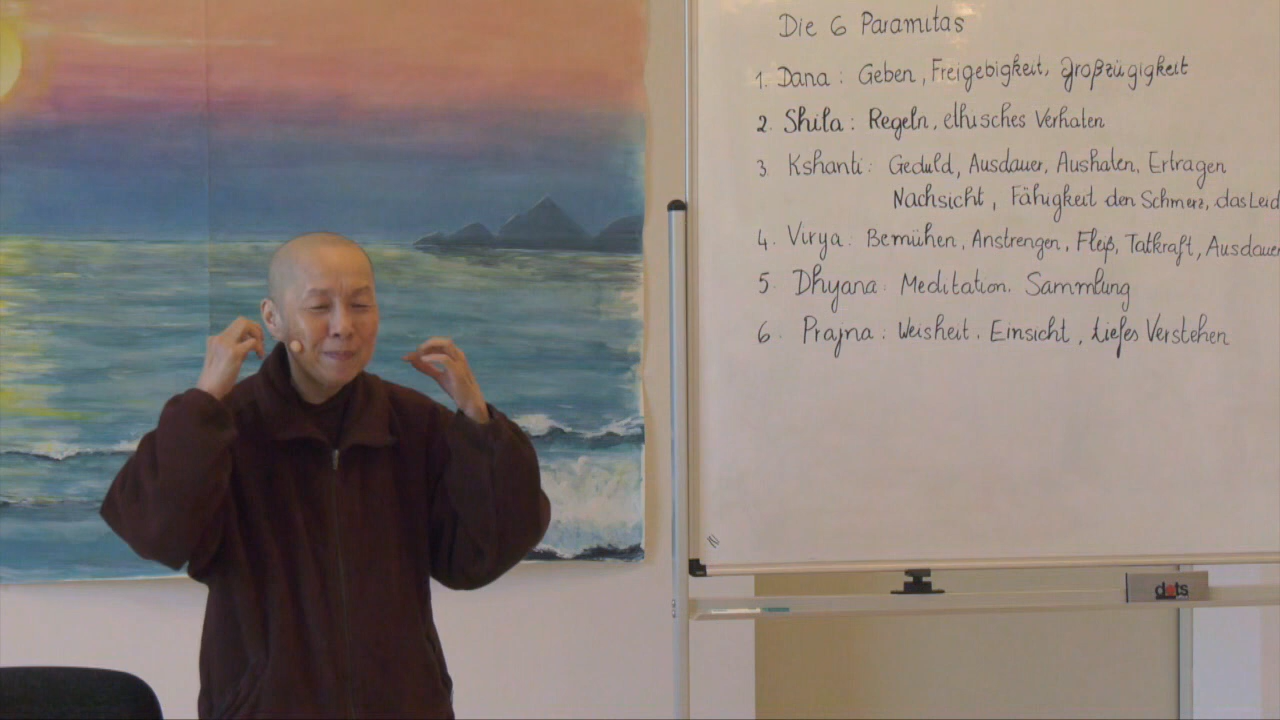 Die 6 Paramitas
1. Dana: Geben, Freigebigkeit, Großzügigkeit
2. Shila: Regeln, ethisches Verhalen
3 Kshanti: Geduld, Ausdauer, Aushalen, Ertragen
Nachsicht, Fähigkeit den Schmerz, das Leid
4. Virya: Bemühen, Anstrengen, Fleiß, Tatkraft, Ausdauer
5. Dhyana: Meditation. Sammlung
6. Prajna: Weisheit. Einsicht, tiefes Verstehen
dots